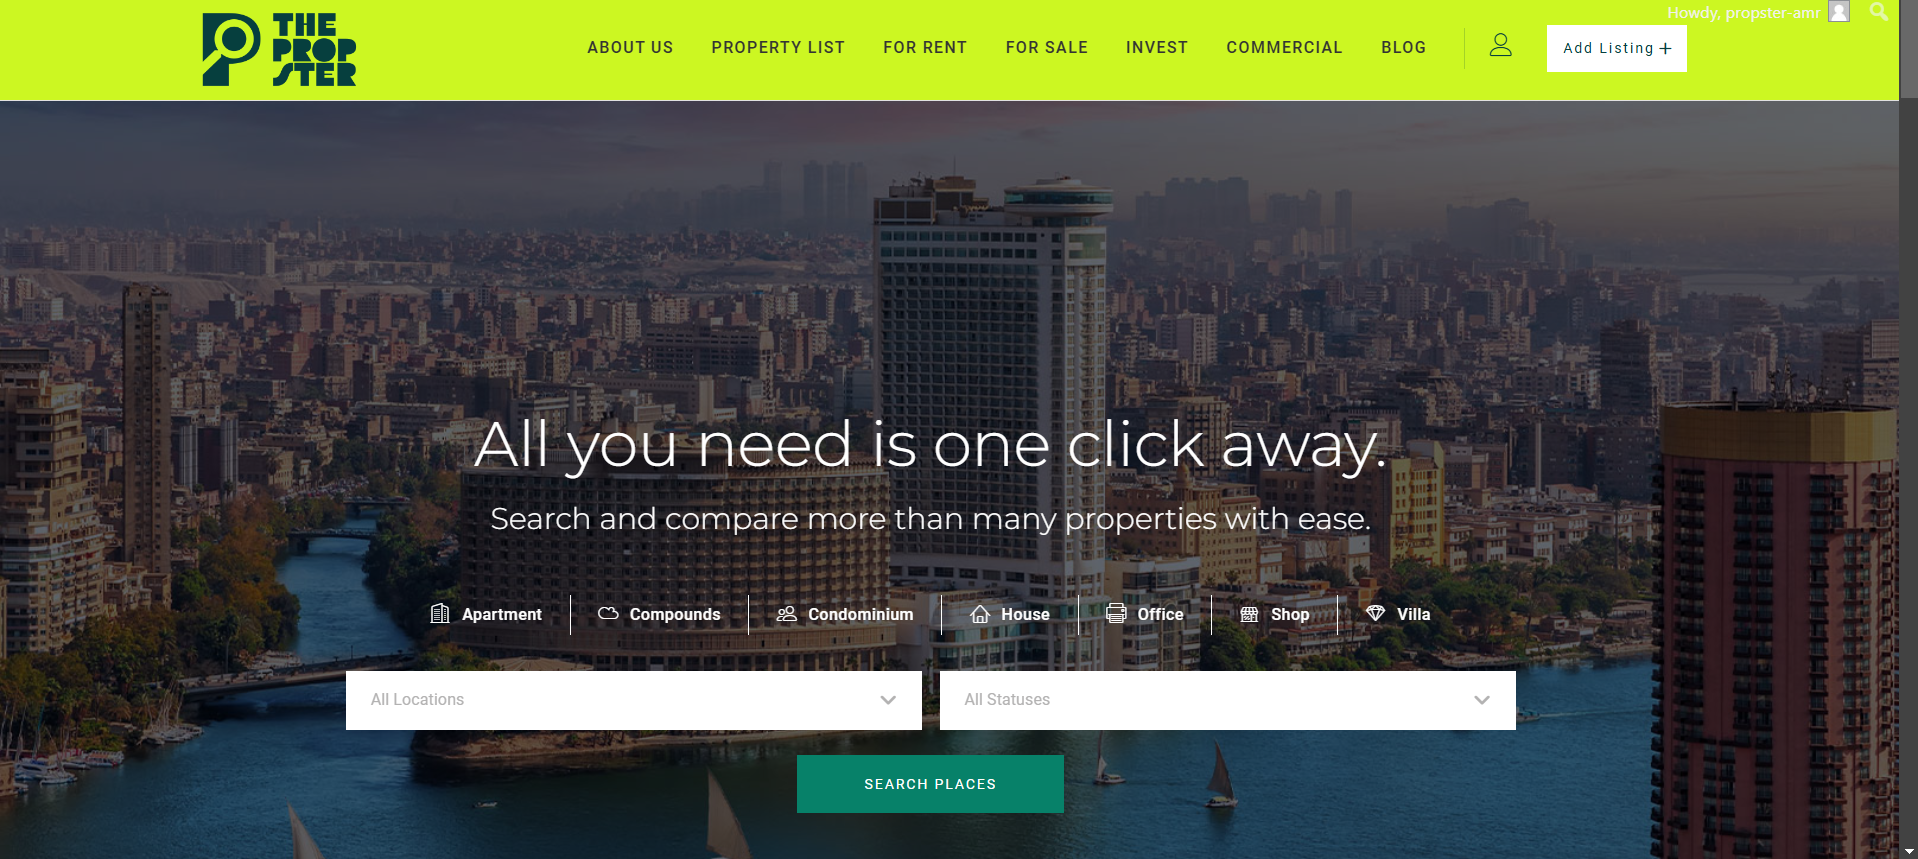 Howdy, propster-amr
THE
PROP
STER
ABOUT US
PROPERTY LIST
FOR RENT
FOR SALE
INVEST
COMMERCIAL
BLOG
Add Listing +
All you need is one click away.
Search and compare more than many properties with ease.
Apartment
Compounds
Condominium
House
Office
Shop
Villa
All Locations
All Statuses
SEARCH PLACES